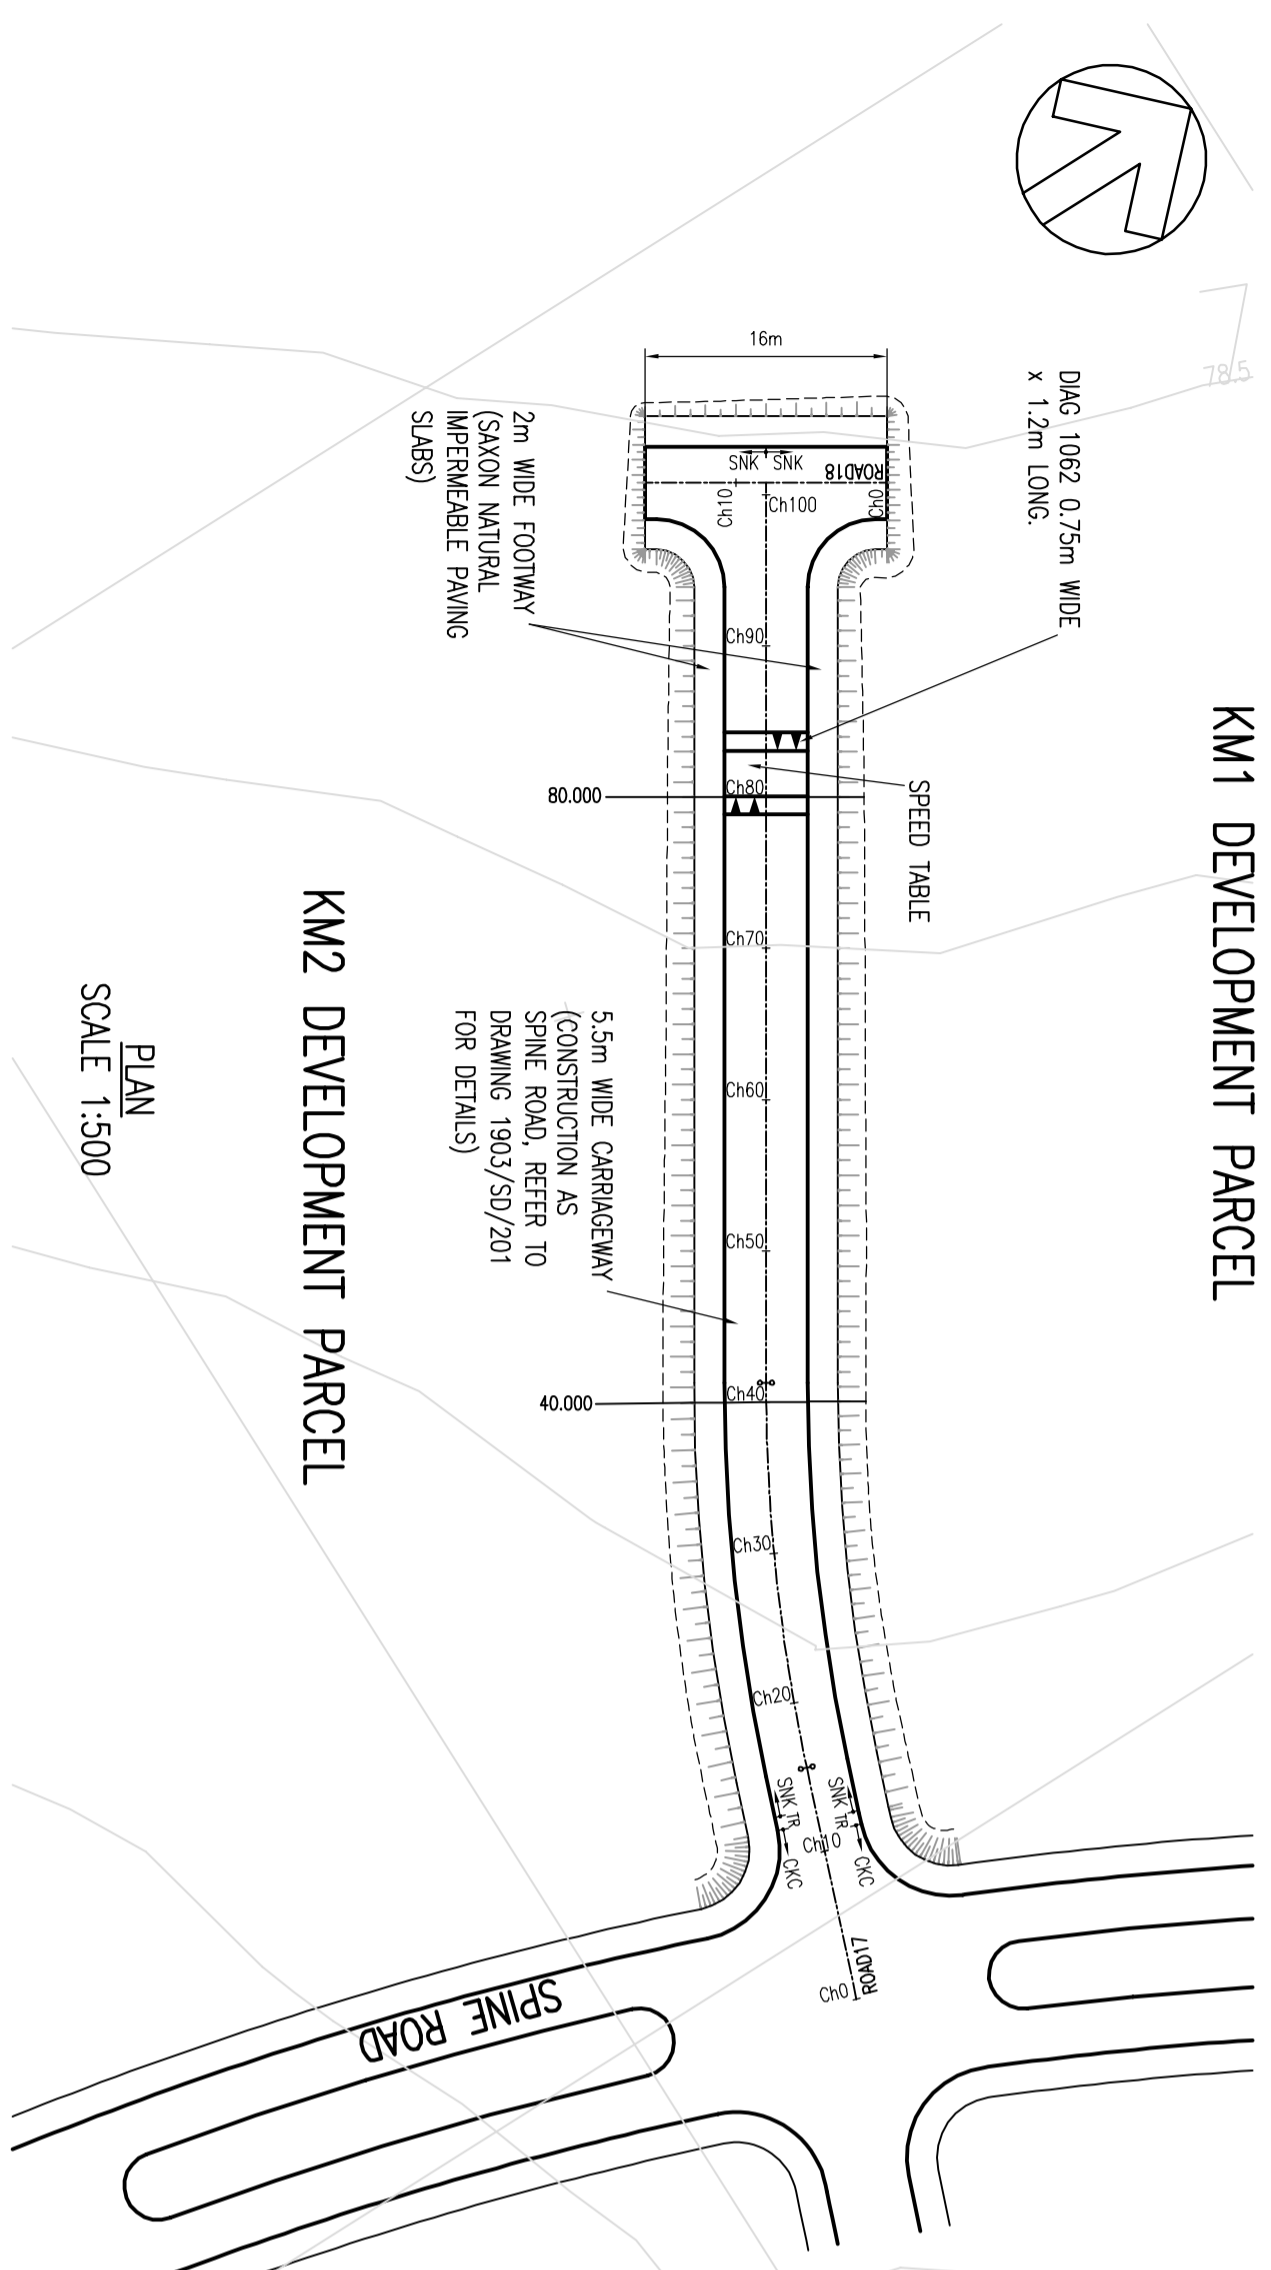 78.5
16m
DIAG 1062 0.75m WIDE
x 1.2m LONG.
2m WIDE FOOTWAY
(SAXON NATURAL
IMPERMEABLE PAVING
SLABS)
SNK
SNK
ROAD18
Ch10
Ch100
Ch0
Ch90
KM1 DEVELOPMENT PARCEL
SPEED TABLE
Ch80
80.000
KM2 DEVELOPMENT PARCEL
Ch70
PLAN
SCALE 1:500
5.5m WIDE CARRIAGEWAY
(CONSTRUCTION AS
SPINE ROAD, REFER TO
DRAWING 1903/SD/201
FOR DETAILS)
Ch60
Ch50
Ch40
40.000
Ch30
Ch20
SNK TR
SNK TR
Ch10
CKC
CKC
ROAD17
Ch0
SPINE ROAD